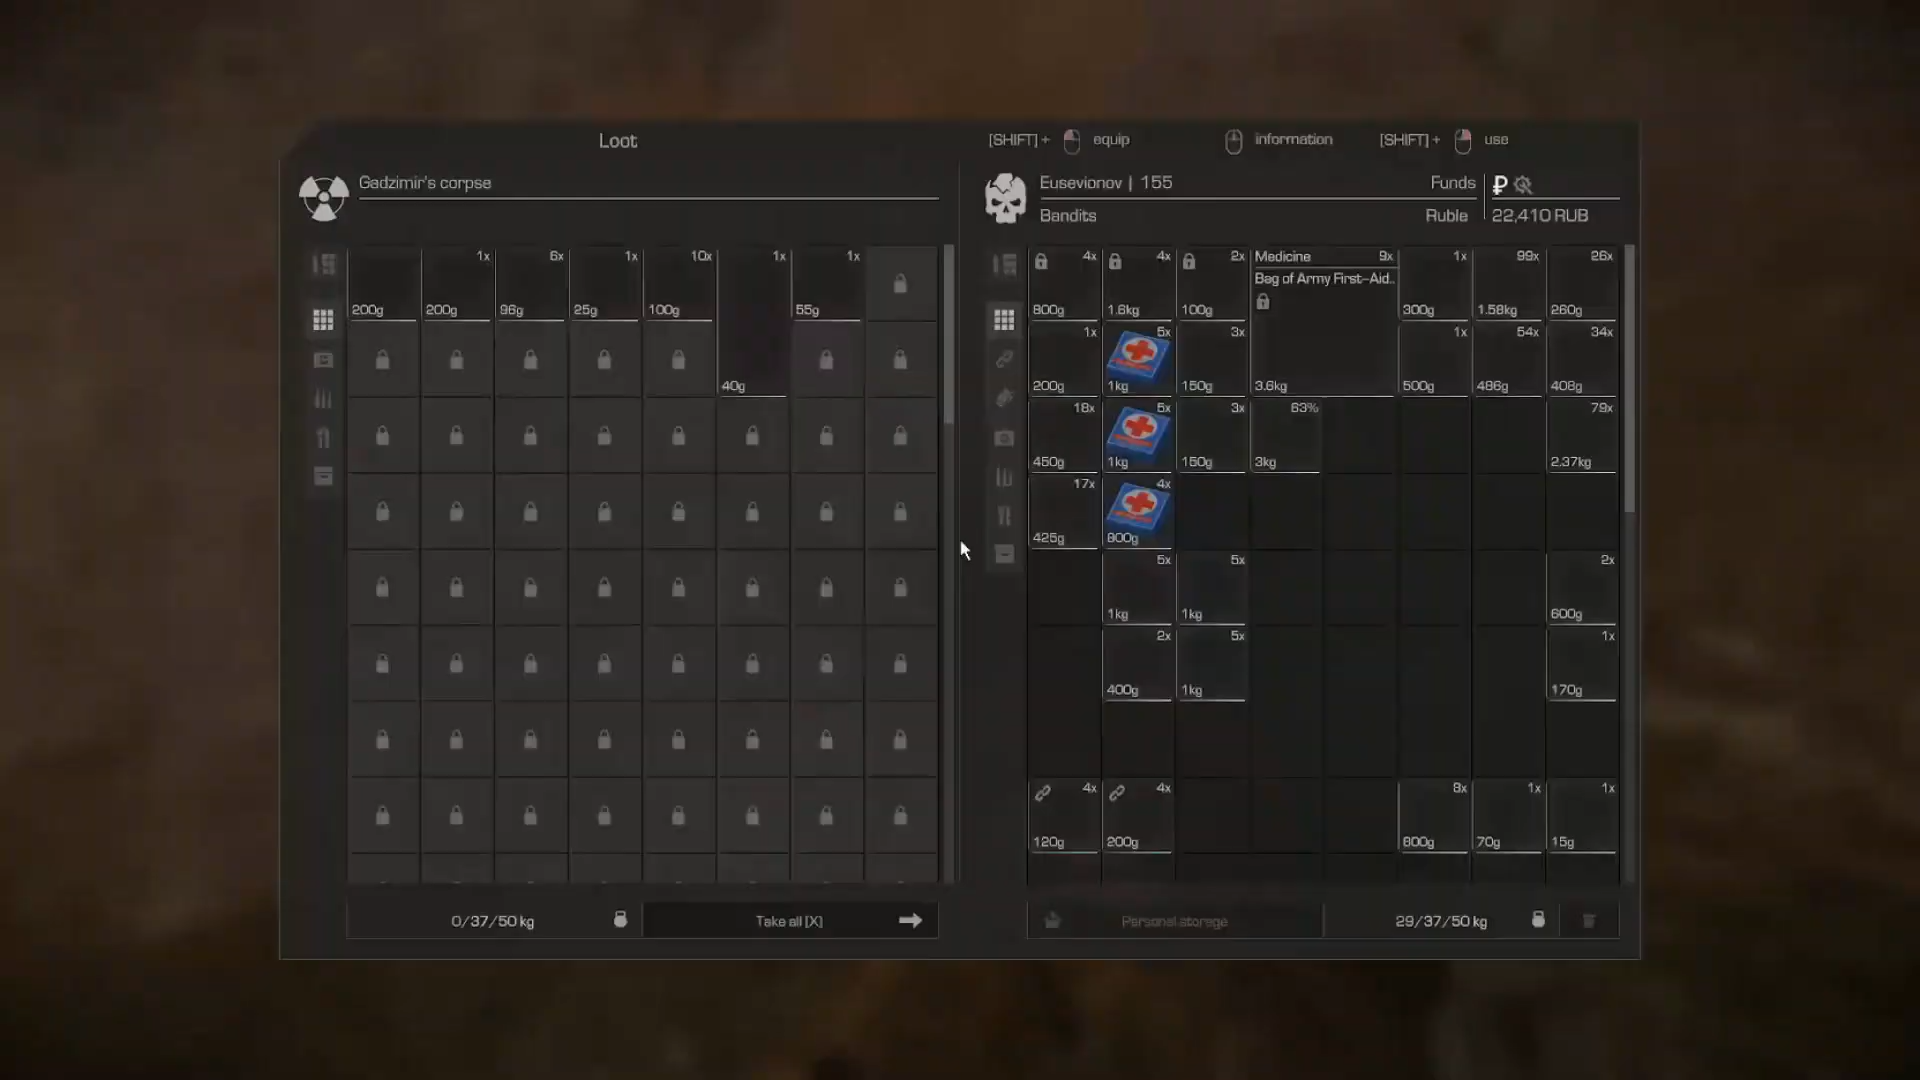 Loot
[SHIFT] + equip
information
[SHIFT] + use
Gadzimir's corpse
Eusevionov | 155
Funds
₽
Bandits
Ruble
22,410 RUB
1x 6x 1x 10x 1x 1x
200g 200g 96g 25g 100g 55g
40g
4x 4x 2x Medicine 9x 1x 99x 26x
Bag of Army First-Aid..
800g 1.6kg 100g 300g 1.58kg 260g
1x 5x 3x 1x 54x 34x
200g 1kg 150g 3.6kg 500g 486g 408g
18x 5x 3x 63% 79x
450g 1kg 150g 3kg 2.37kg
17x 4x
425g 800g
5x 5x 2x
1kg 1kg 600g
2x 5x 1x
400g 1kg 170g
4x 4x 8x 1x 1x
120g 200g 800g 70g 15g
0/37/50 kg
Take all [X]
Personal storage
29/37/50 kg